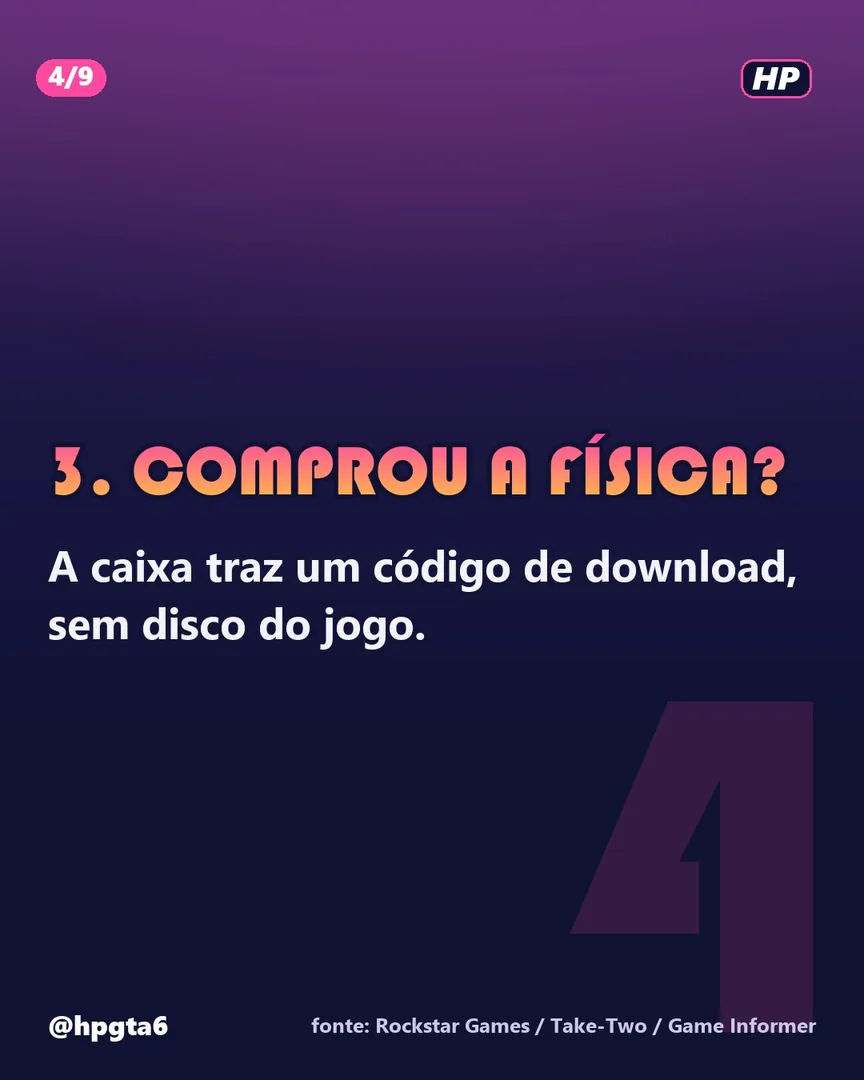 4/9
HP
3. COMPROU A FÍSICA?
A caixa traz um código de download,
sem disco do jogo.
4
@hpgta6
fonte: Rockstar Games / Take-Two / Game Informer